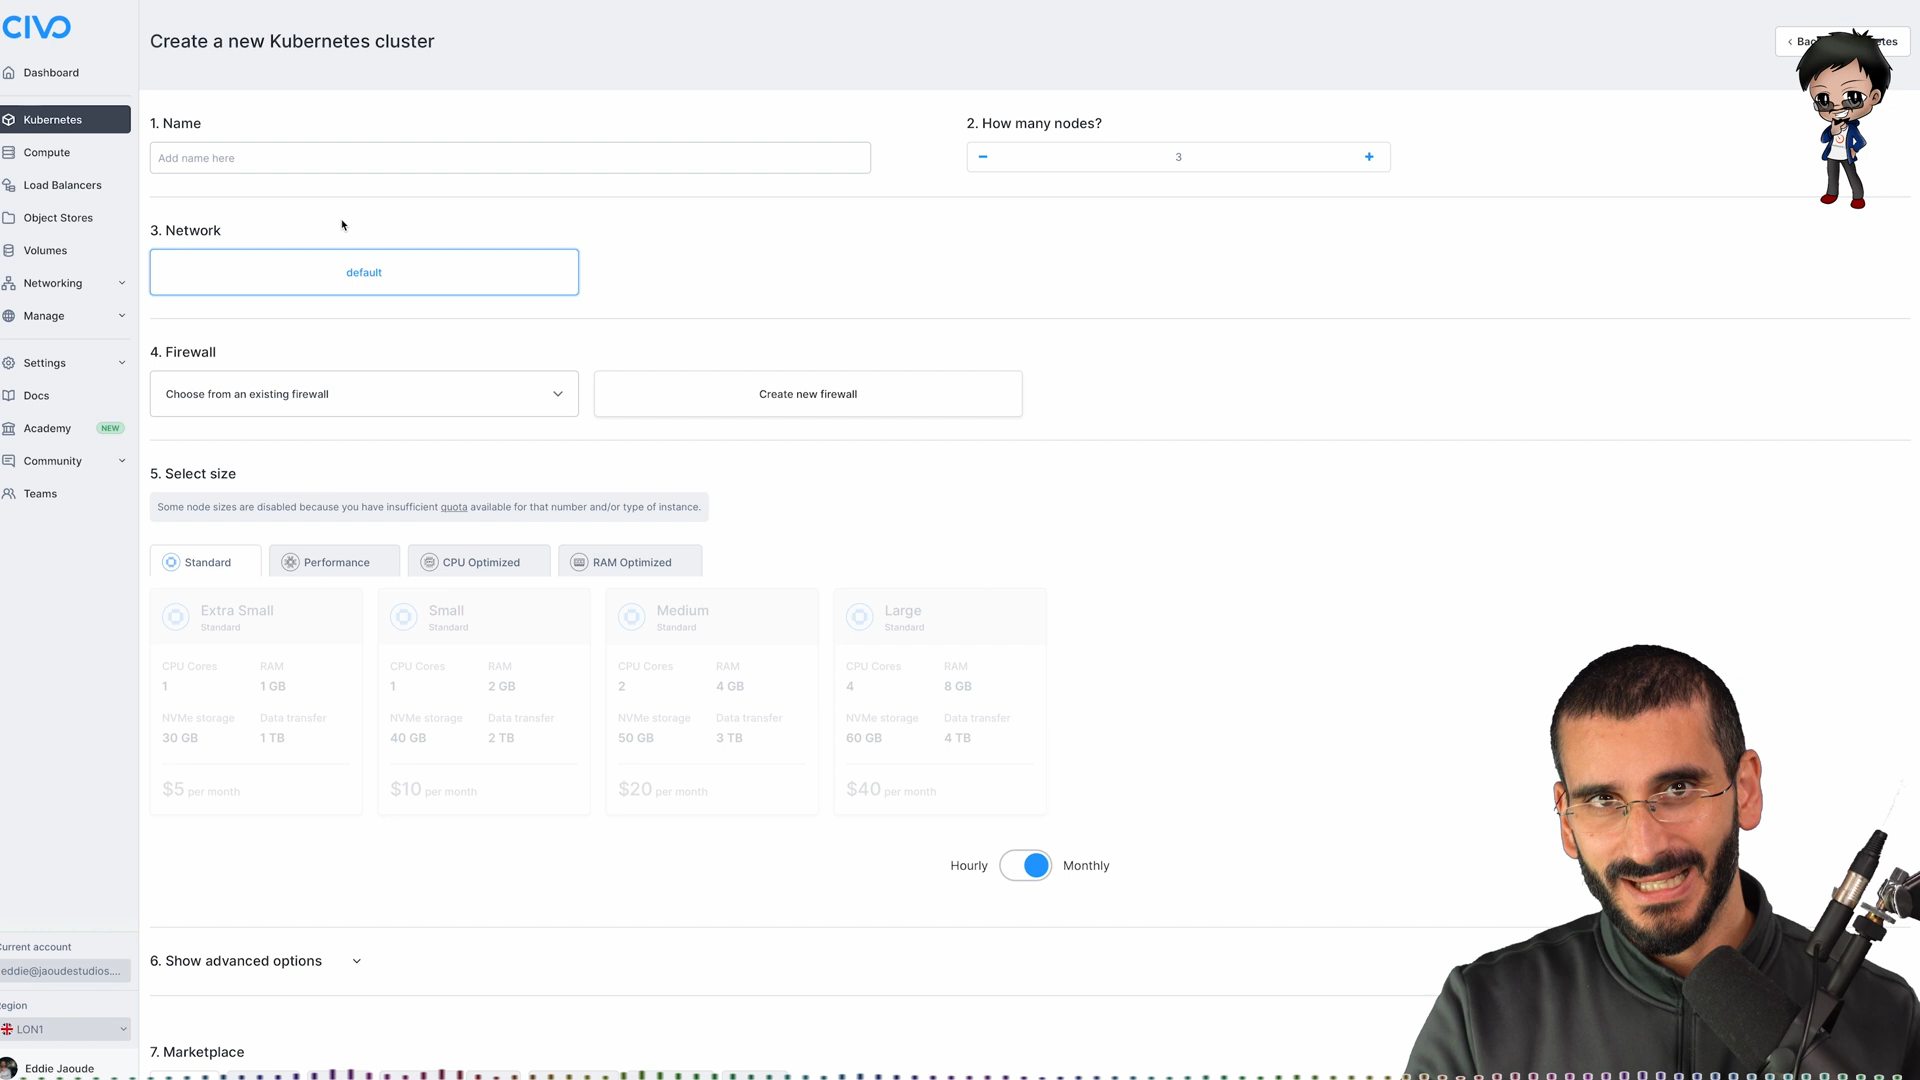 CIVO
Create a new Kubernetes cluster
Dashboard
Kubernetes
Compute
Load Balancers
Object Stores
Volumes
Networking
Manage
Settings
Docs
Academy NEW
Community
Teams
1. Name
Add name here
2. How many nodes?
3
3. Network
default
4. Firewall
Choose from an existing firewall
Create new firewall
5. Select size
Some node sizes are disabled because you have insufficient quota available for that number and/or type of instance.
Standard Performance CPU Optimized RAM Optimized
Extra Small
Standard
CPU Cores RAM
1 1 GB
NVMe storage Data transfer
30 GB 1 TB
$5 per month
Small
Standard
CPU Cores RAM
1 2 GB
NVMe storage Data transfer
40 GB 2 TB
$10 per month
Medium
Standard
CPU Cores RAM
2 4 GB
NVMe storage Data transfer
50 GB 3 TB
$20 per month
Large
Standard
CPU Cores RAM
4 8 GB
NVMe storage Data transfer
60 GB 4 TB
$40 per month
Hourly Monthly
6. Show advanced options
7. Marketplace
Current account
eddie@jaoudestudios....
egion
LON1
Eddie Jaoude